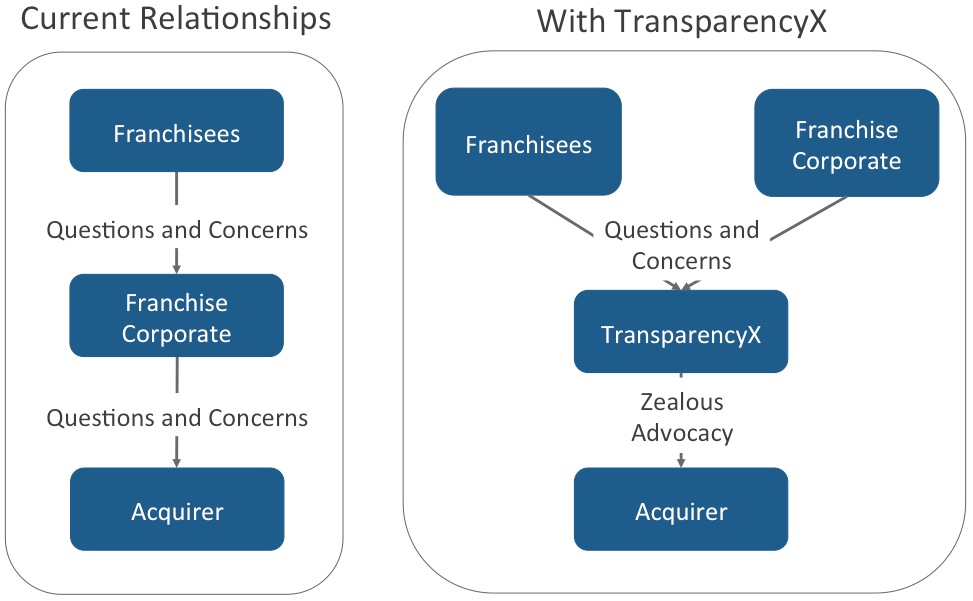 Current Relationships
Franchisees
Questions and Concerns
Franchise
Corporate
Questions and Concerns
Acquirer
With TransparencyX
Franchisees
Franchise
Corporate
Questions and
Concerns
TransparencyX
Zealous
Advocacy
Acquirer